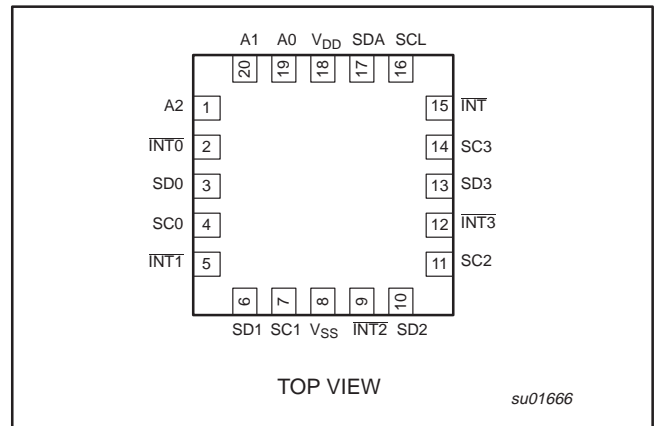 A1 A0 VDD SDA SCL
20 19 18 17 16
A2 1 15 INT
INT0 2 14 SC3
SD0 3 13 SD3
SC0 4 12 INT3
INT1 5 11 SC2
6 7 8 9 10
SD1 SC1 VSS INT2 SD2
TOP VIEW
su01666